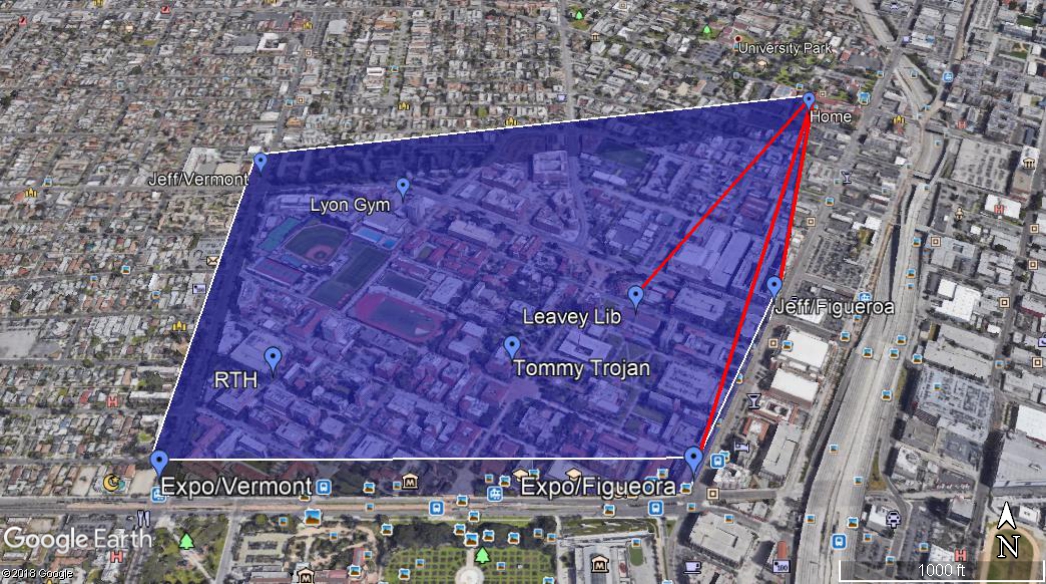 University Park
Home
Jeff/Vermont
Lyon Gym
Leavey Lib
Jeff/Figueroa
Tommy Trojan
RTH
Expo/Vermont
Expo/Figueora
Google Earth
©2018 Google
N
1000 ft